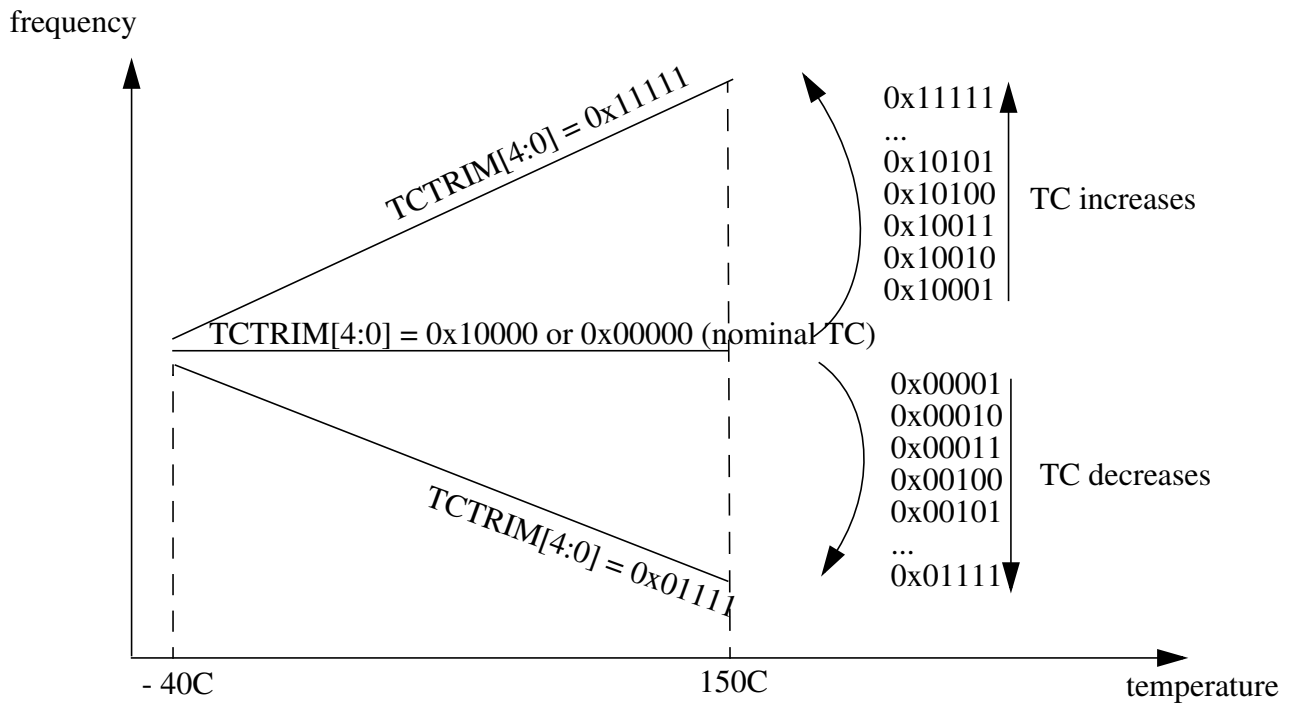 frequency
TCTRIM[4:0] = 0x11111
0x11111
...
0x10101
0x10100
0x10011
0x10010
0x10001
TC increases
TCTRIM[4:0] = 0x10000 or 0x00000 (nominal TC)
0x00001
0x00010
0x00011
0x00100
0x00101
...
0x01111
TC decreases
TCTRIM[4:0] = 0x01111
- 40C
150C
temperature